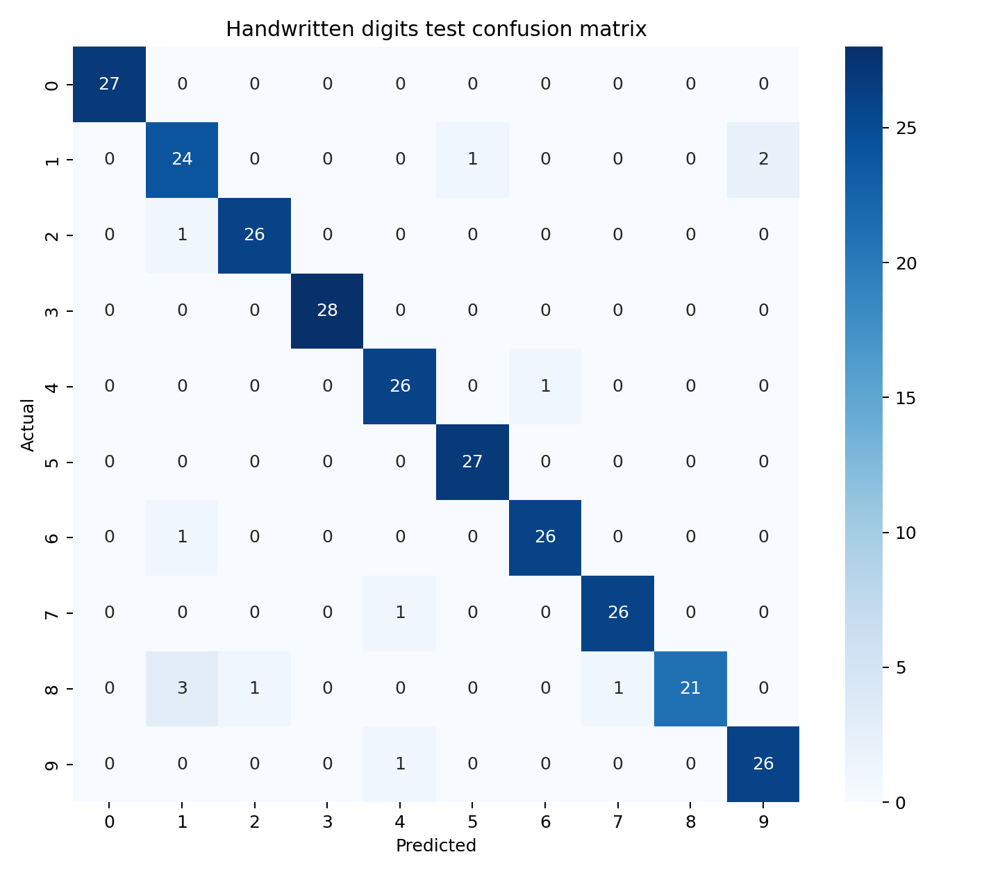 Handwritten digits test confusion matrix
0 27 0 0 0 0 0 0 0 0 0
1 0 24 0 0 0 1 0 0 0 2
2 0 1 26 0 0 0 0 0 0 0
3 0 0 0 28 0 0 0 0 0 0
4 0 0 0 0 26 0 1 0 0 0
5 0 0 0 0 0 27 0 0 0 0
6 0 1 0 0 0 0 26 0 0 0
7 0 0 0 0 1 0 0 26 0 0
8 0 3 1 0 0 0 0 1 21 0
9 0 0 0 0 1 0 0 0 0 26
0 1 2 3 4 5 6 7 8 9
Predicted
Actual
25
20
15
10
5
0